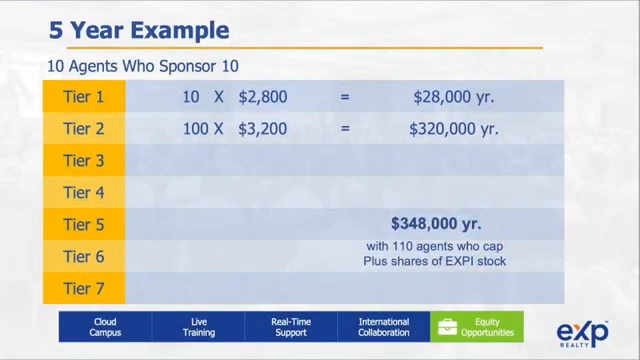 5 Year Example
10 Agents Who Sponsor 10
Tier 1 10 X $2,800 = $28,000 yr.
Tier 2 100 X $3,200 = $320,000 yr.
Tier 3
Tier 4
Tier 5 $348,000 yr.
with 110 agents who cap
Tier 6
Plus shares of EXPI stock
Tier 7
Cloud Campus
Live Training
Real-Time Support
International Collaboration
Equity Opportunities
eXp
REALTY